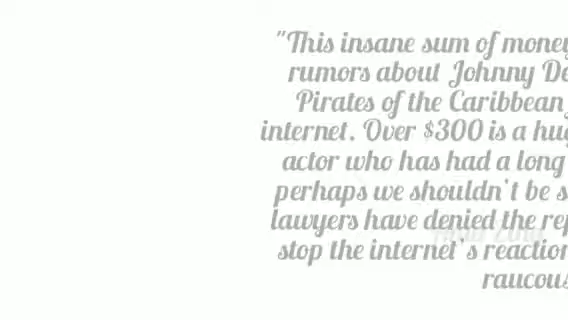 "This insane sum of money
rumors about Johnny De
Pirates of the Caribbean
internet. Over $300 is a hug
actor who has had a long
perhaps we shouldn't be s
lawyers have denied the rep
stop the internet's reaction
raucous